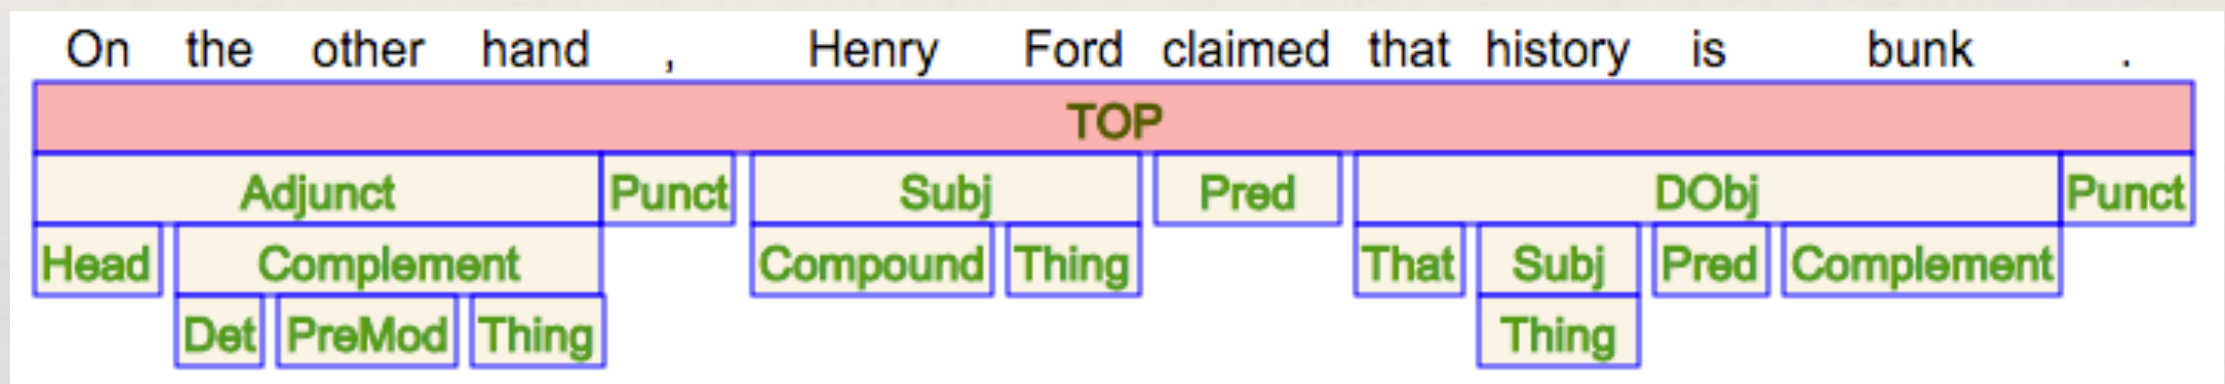 On the other hand , Henry Ford claimed that history is bunk .
TOP
Adjunct Punct Subj Pred DObj Punct
Head Complement Compound Thing That Subj Pred Complement
Det PreMod Thing Thing